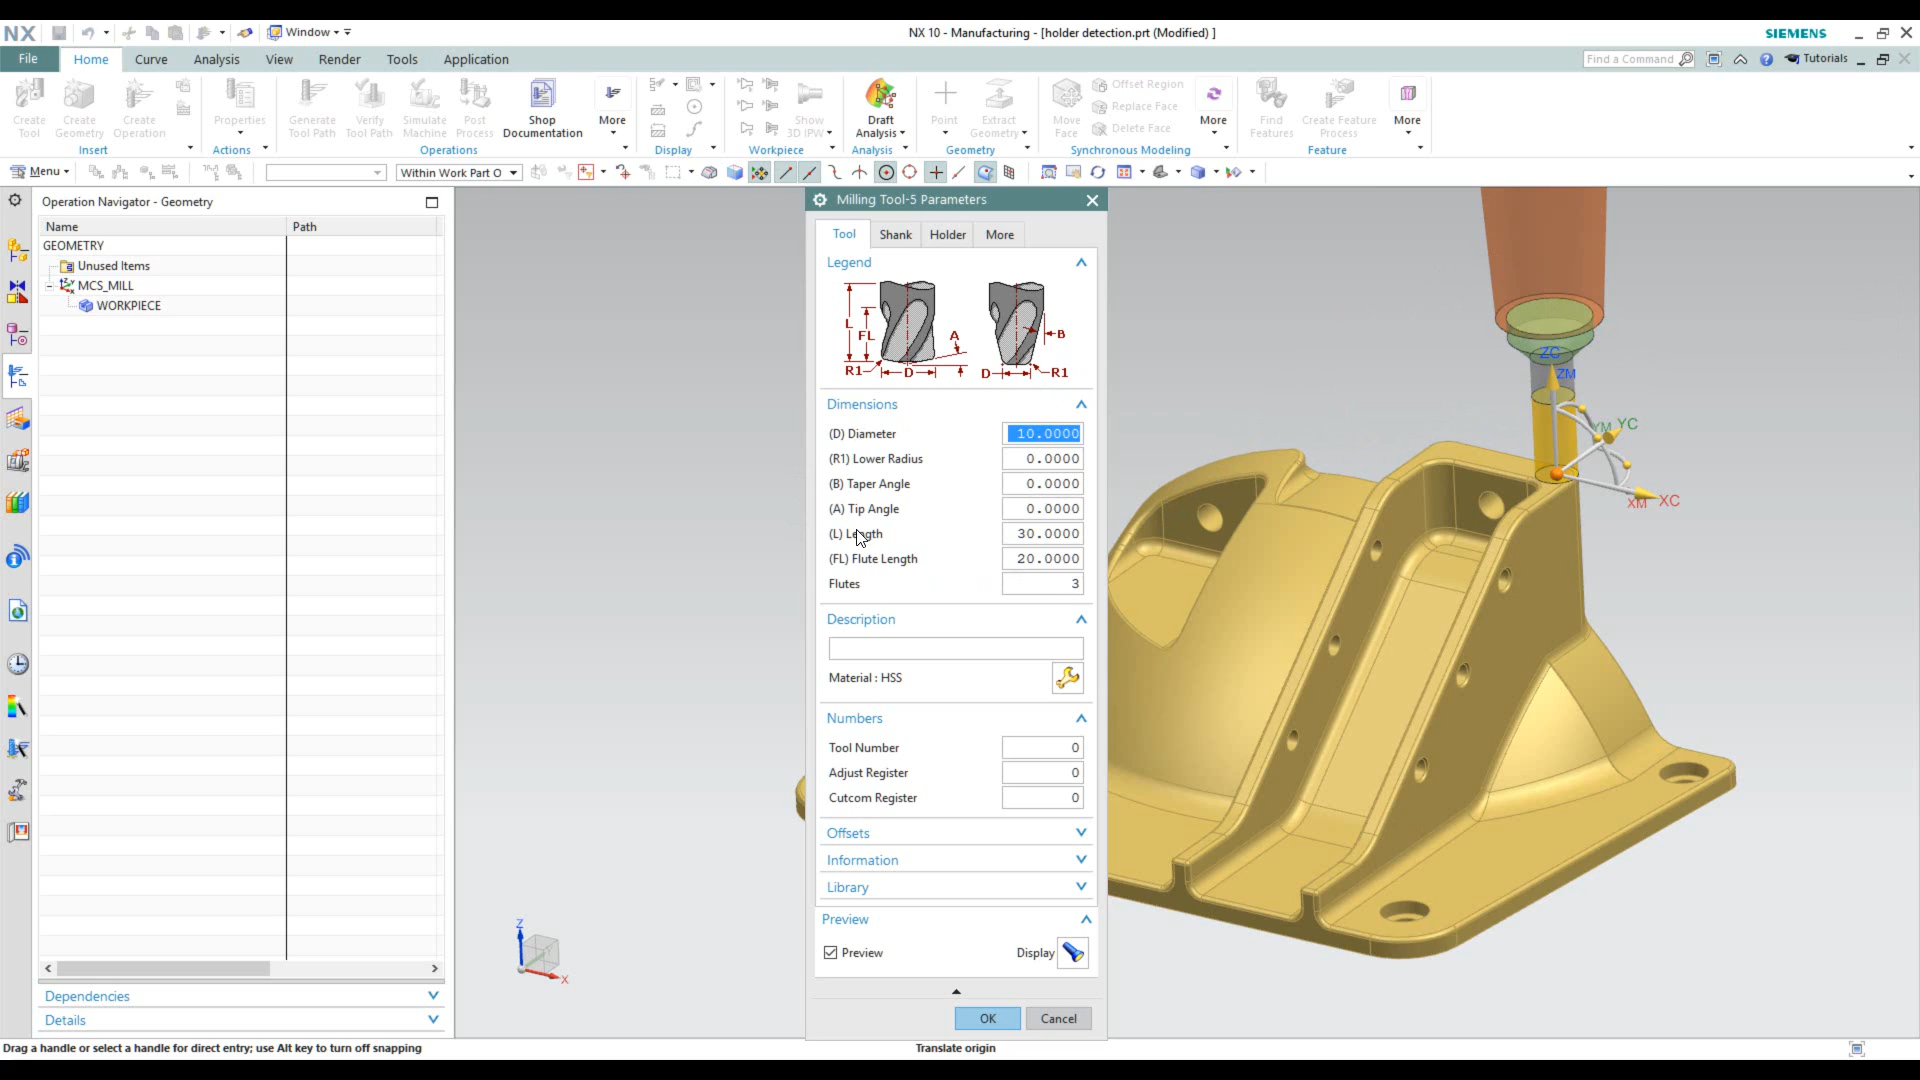 NX
Window
NX 10 - Manufacturing - [holder detection.prt (Modified) ]
SIEMENS
File
Home
Curve
Analysis
View
Render
Tools
Application
Find a Command
Tutorials
Create Tool
Create Geometry
Create Operation
Properties
Generate Tool Path
Verify Tool Path
Simulate Machine
Post Process
Shop Documentation
More
Show 3D IPW
Draft Analysis
Point
Extract Geometry
Move Face
Offset Region
Replace Face
Delete Face
More
Find Features
Create Feature Process
More
Insert
Actions
Operations
Display
Workpiece
Analysis
Geometry
Synchronous Modeling
Feature
Menu
Within Work Part O
Operation Navigator - Geometry
Name
Path
GEOMETRY
Unused Items
MCS_MILL
WORKPIECE
Dependencies
Details
Milling Tool-5 Parameters
Tool
Shank
Holder
More
Legend
L
FL
A
B
R1
D
D
R1
Dimensions
(D) Diameter 10.0000
(R1) Lower Radius 0.0000
(B) Taper Angle 0.0000
(A) Tip Angle 0.0000
(L) Length 30.0000
(FL) Flute Length 20.0000
Flutes 3
Description
Material : HSS
Numbers
Tool Number 0
Adjust Register 0
Cutcom Register 0
Offsets
Information
Library
Preview
Preview
Display
OK
Cancel
ZC
ZM
YM YC
XM XC
Z
X
Drag a handle or select a handle for direct entry; use Alt key to turn off snapping
Translate origin